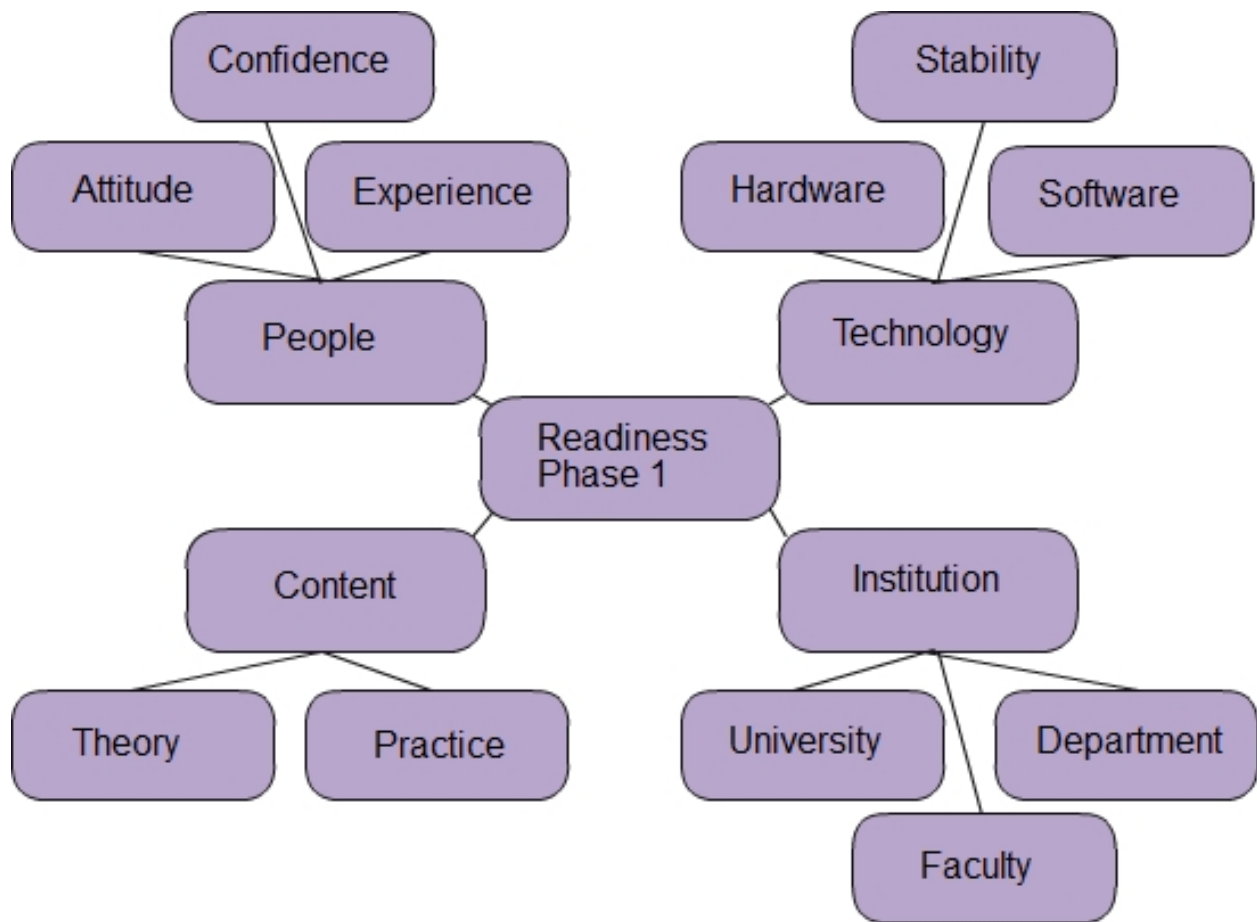 Confidence
Stability
Attitude
Experience
Hardware
Software
People
Technology
Readiness
Phase 1
Content
Institution
Theory
Practice
University
Department
Faculty